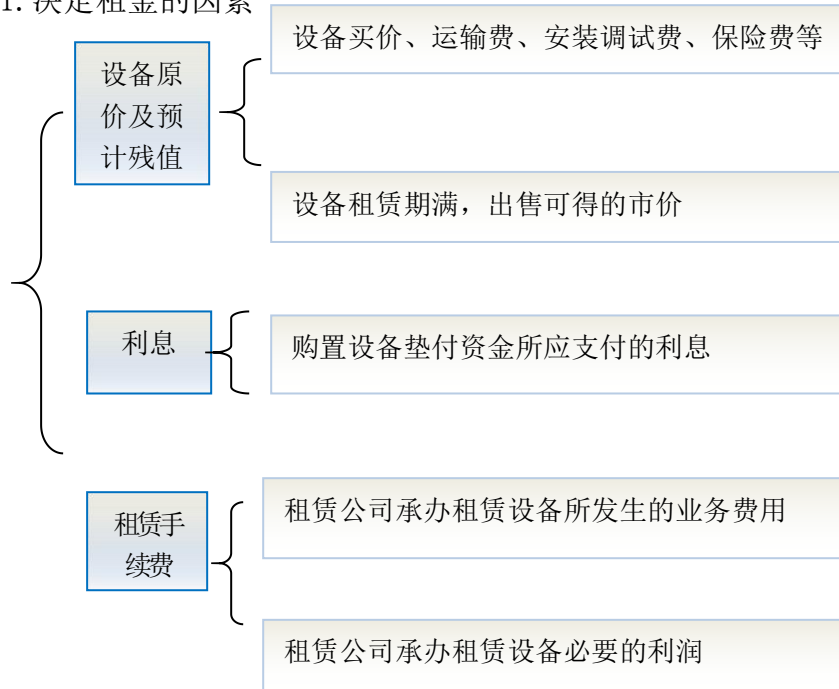 1.决定租金的因素
设备买价、运输费、安装调试费、保险费等
设备原
价及预
计残值
设备租赁期满，出售可得的市价
利息
购置设备垫付资金所应支付的利息
租赁手
续费
租赁公司承办租赁设备所发生的业务费用
租赁公司承办租赁设备必要的利润